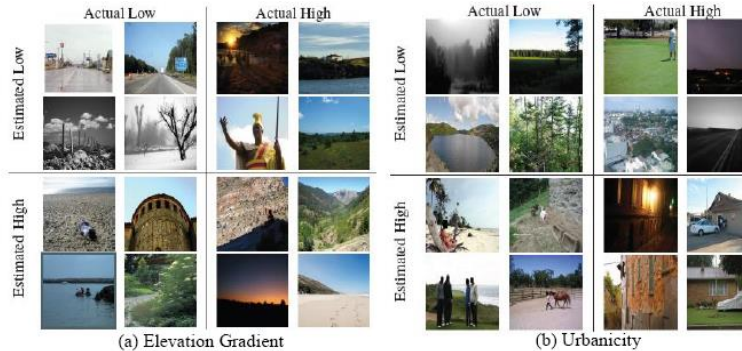 Actual Low Actual High
Estimated Low
Estimated High
(a) Elevation Gradient
Actual Low Actual High
Estimated Low
Estimated High
(b) Urbanicity